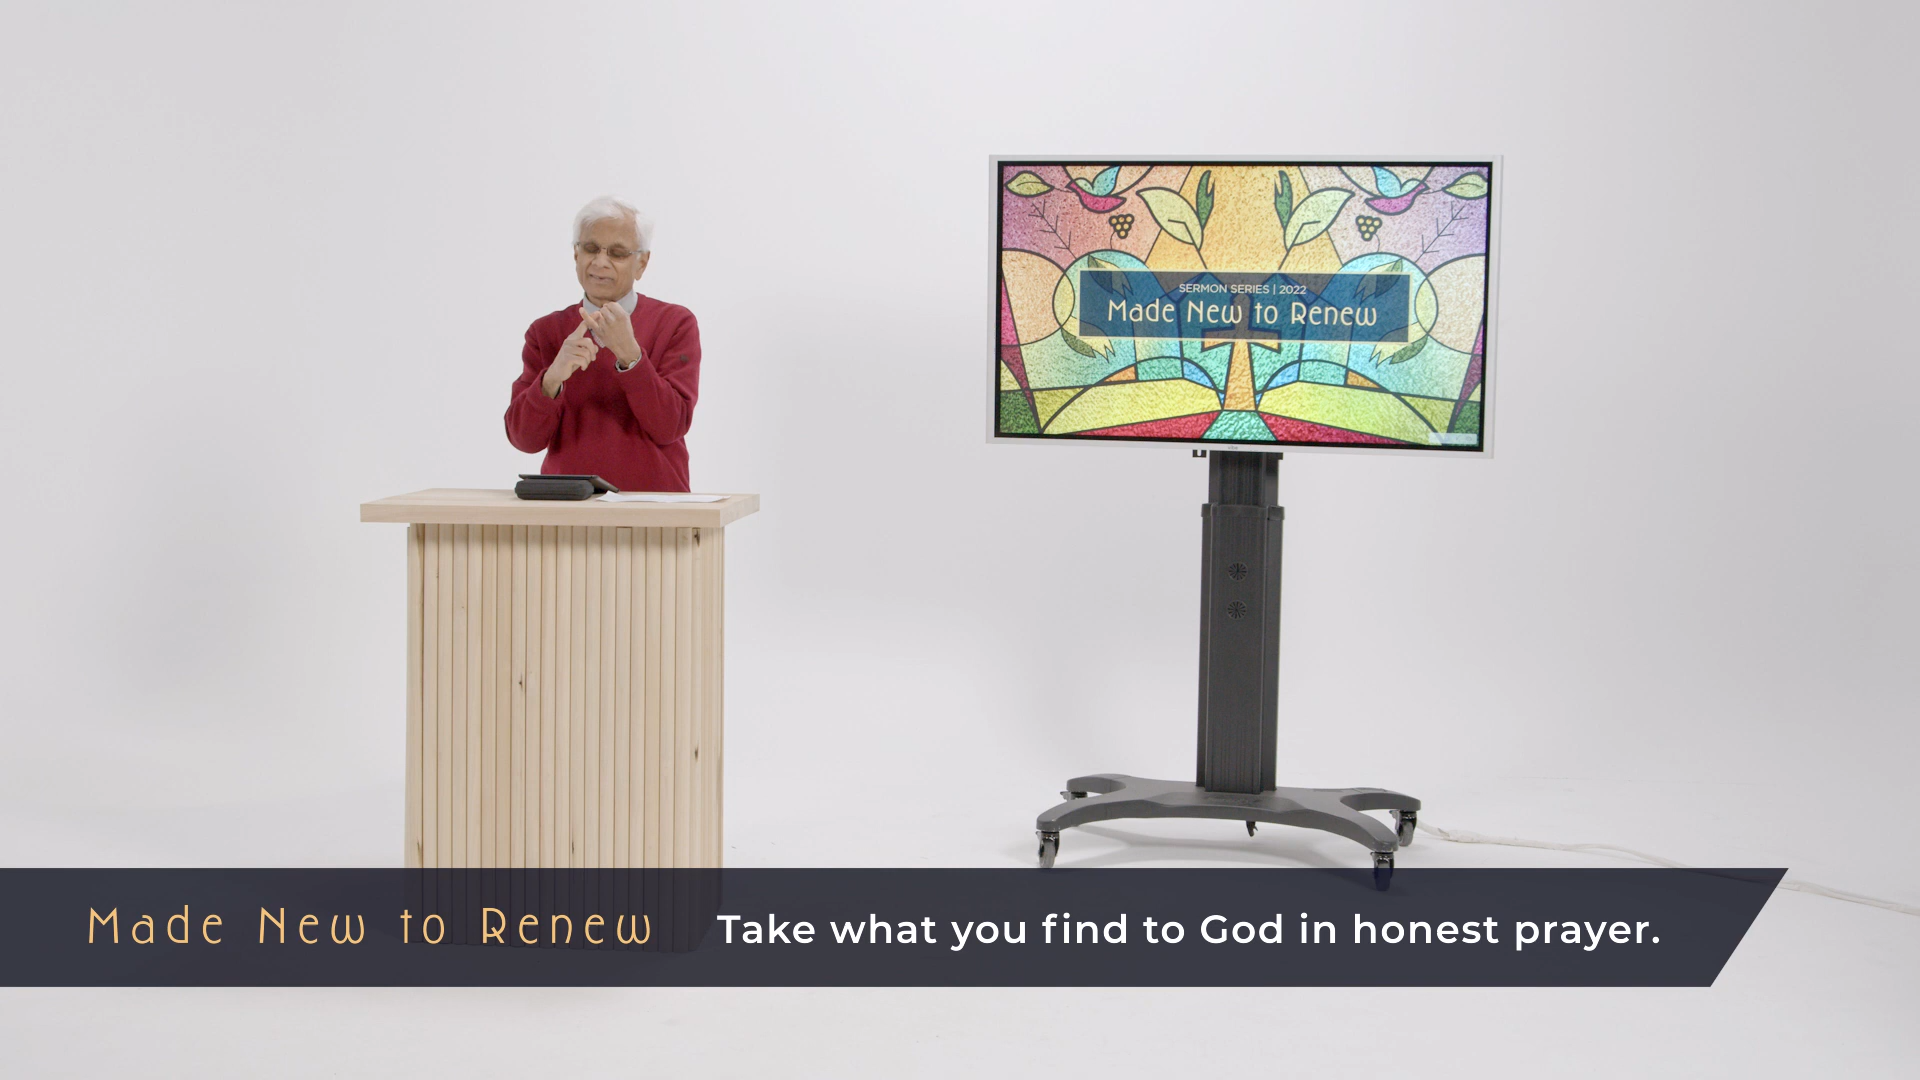 SERMON SERIES | 2022
Made New to Renew
Made New to Renew
Take what you find to God in honest prayer.